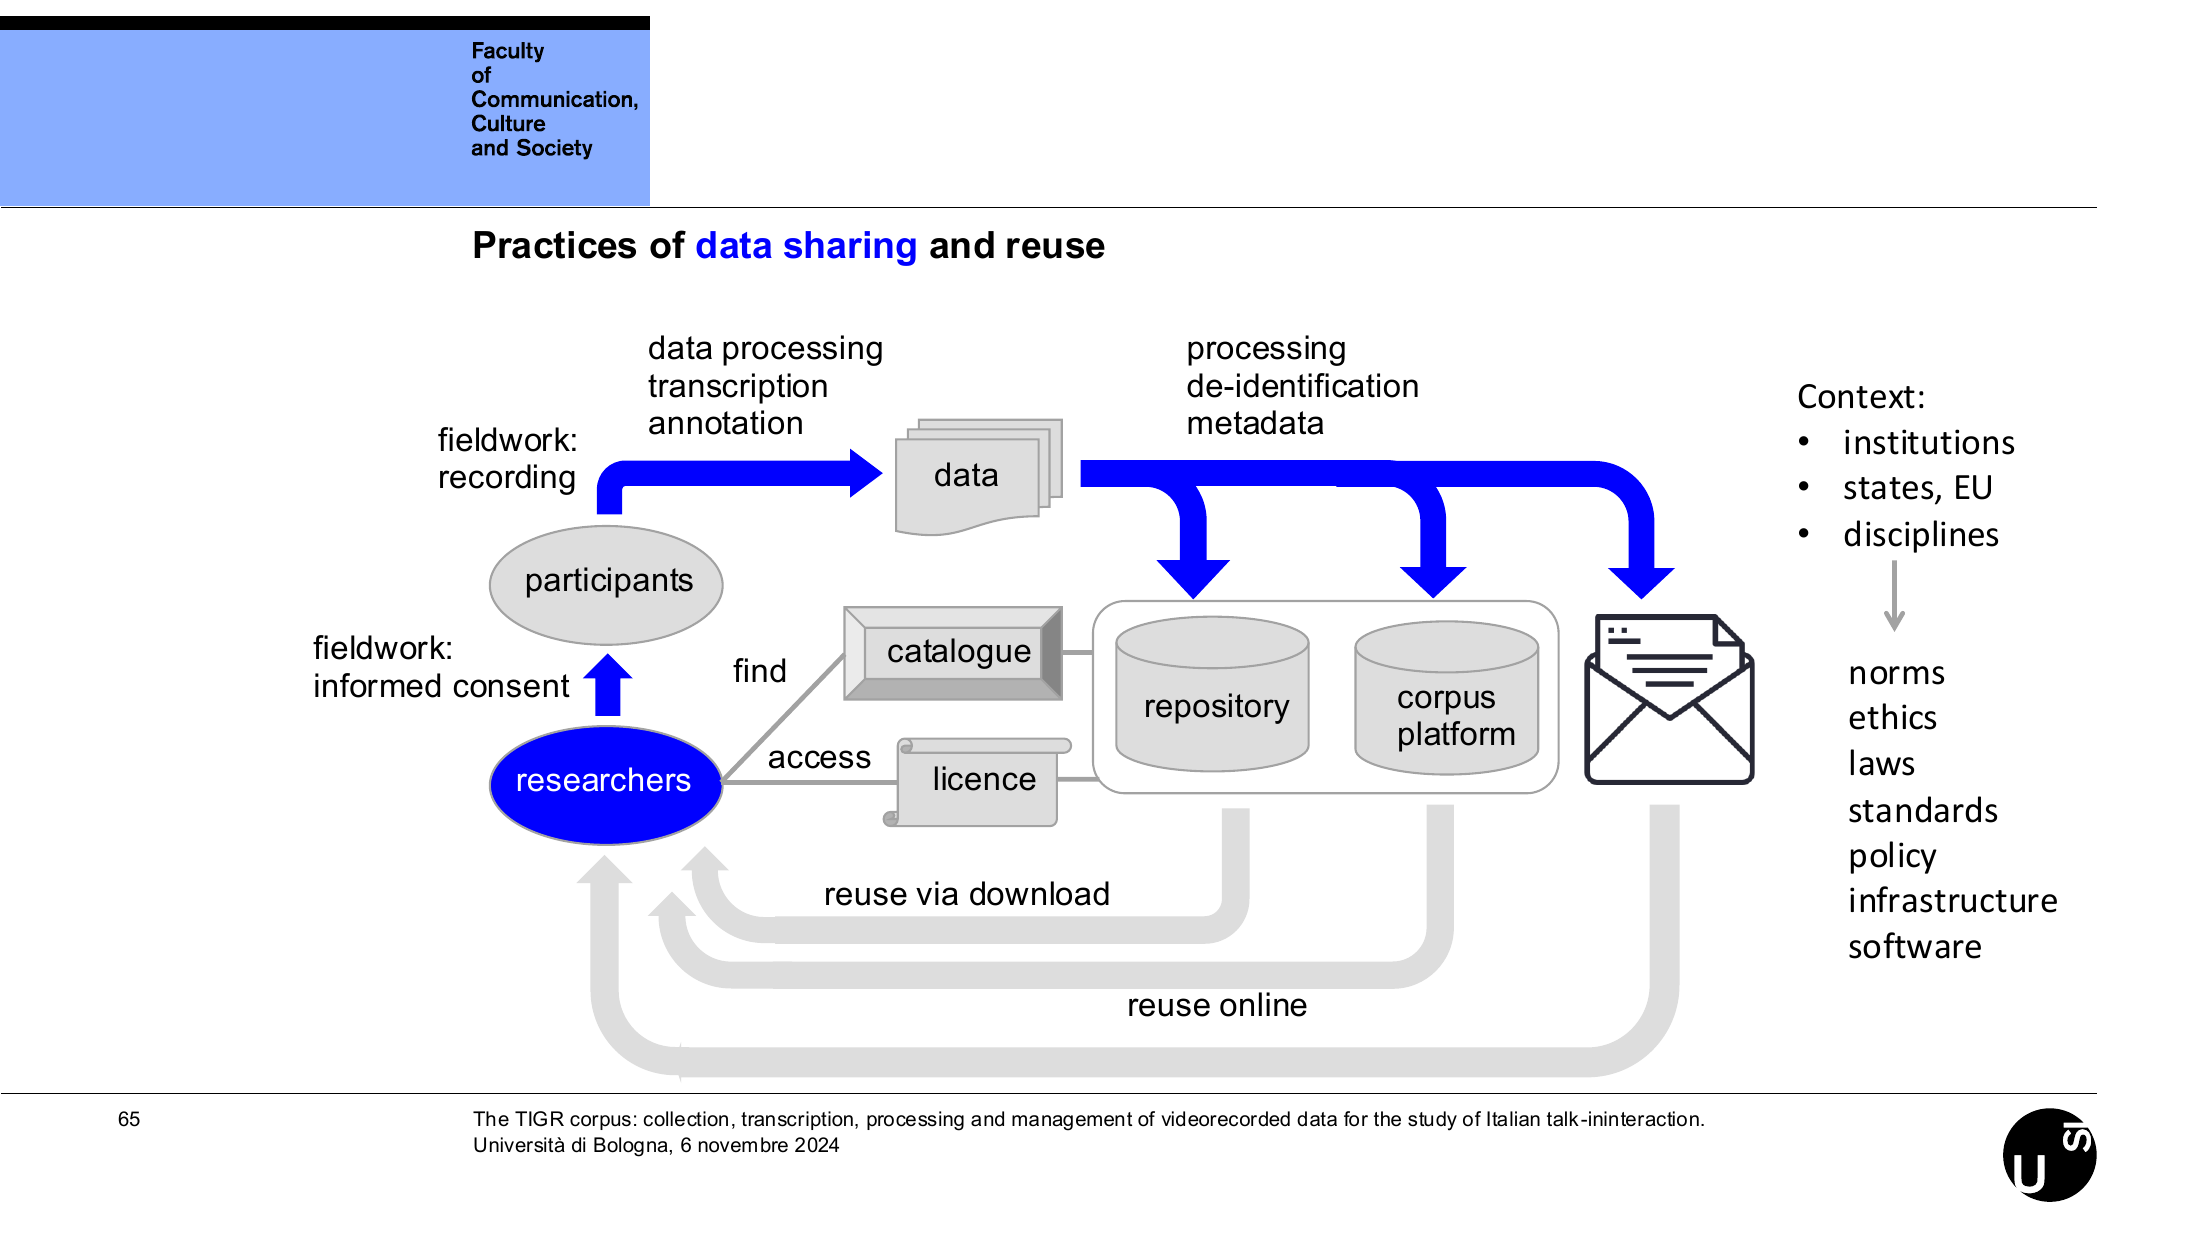 Faculty
of
Communication,
Culture
and Society
Practices of data sharing and reuse
data processing
transcription
annotation
processing
de-identification
metadata
fieldwork:
recording
data
participants
fieldwork:
informed consent
researchers
find
access
catalogue
licence
repository
corpus
platform
reuse via download
reuse online
Context:
• institutions
• states, EU
• disciplines
norms
ethics
laws
standards
policy
infrastructure
software
65
The TIGR corpus: collection, transcription, processing and management of videorecorded data for the study of Italian talk-ininteraction.
Università di Bologna, 6 novembre 2024
U
SI